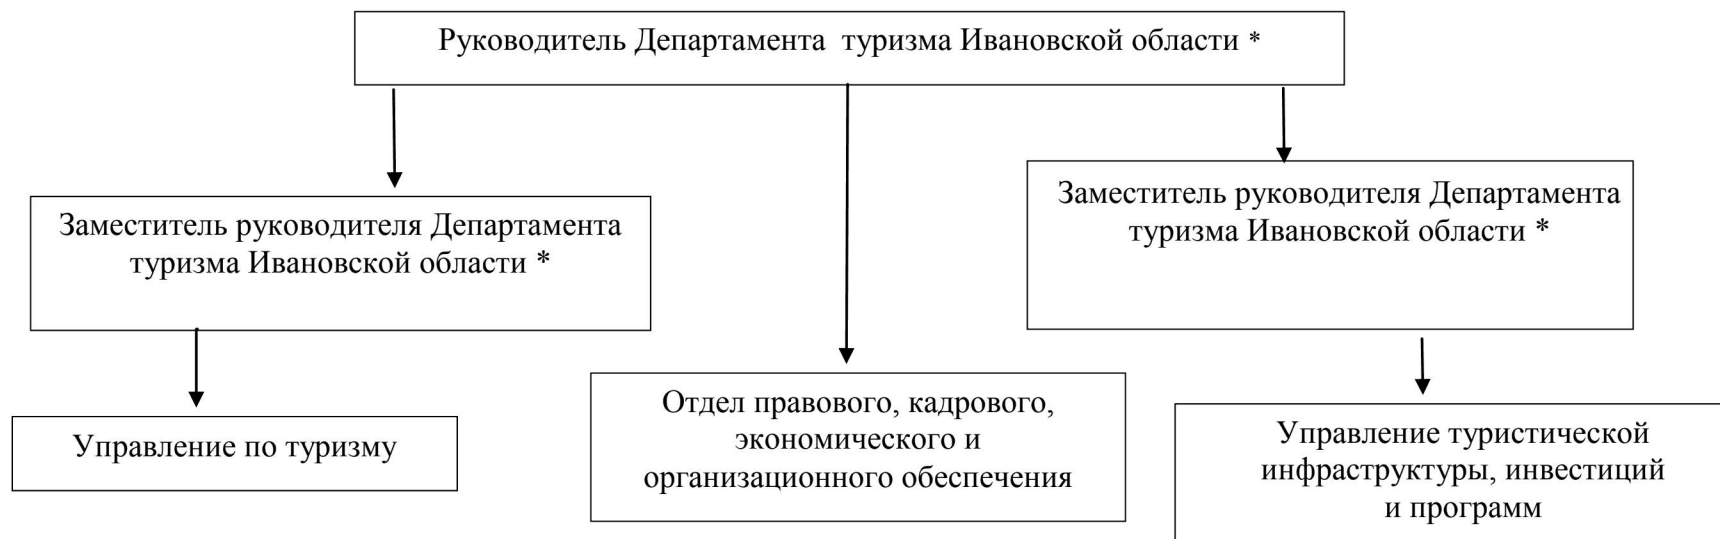 Руководитель Департамента туризма Ивановской области *
Заместитель руководителя Департамента
туризма Ивановской области *
Заместитель руководителя Департамента
туризма Ивановской области *
Управление по туризму
Отдел правового, кадрового,
экономического и
организационного обеспечения
Управление туристической
инфраструктуры, инвестиций
и программ